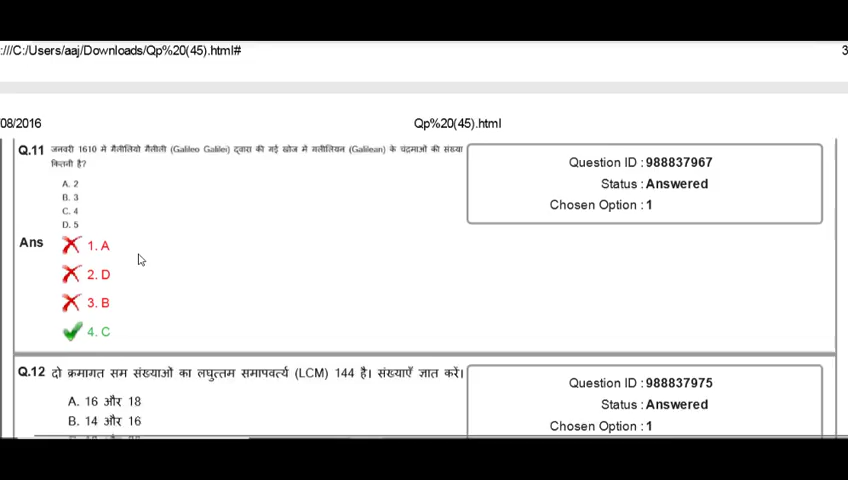 :///C:/Users/aaj/Downloads/Qp%20(45).html#
3
08/2016
Qp%20(45).html
Q.11 जनवरी 1610 मे गैलीलियो गैलीली (Galileo Galilei) द्वारा की गई खोज मे गलीलियन (Galilean) के चंद्रमाओं की संख्या
कितनी है?
A. 2
B. 3
C. 4
D. 5
Ans
1. A
2. D
3. B
4. C
Question ID : 988837967
Status : Answered
Chosen Option : 1
Q.12 दो क्रमागत सम संख्याओं का लघुत्तम समापवर्त्य (LCM) 144 है। संख्याएँ ज्ञात करें।
A. 16 और 18
B. 14 और 16
Question ID : 988837975
Status : Answered
Chosen Option : 1